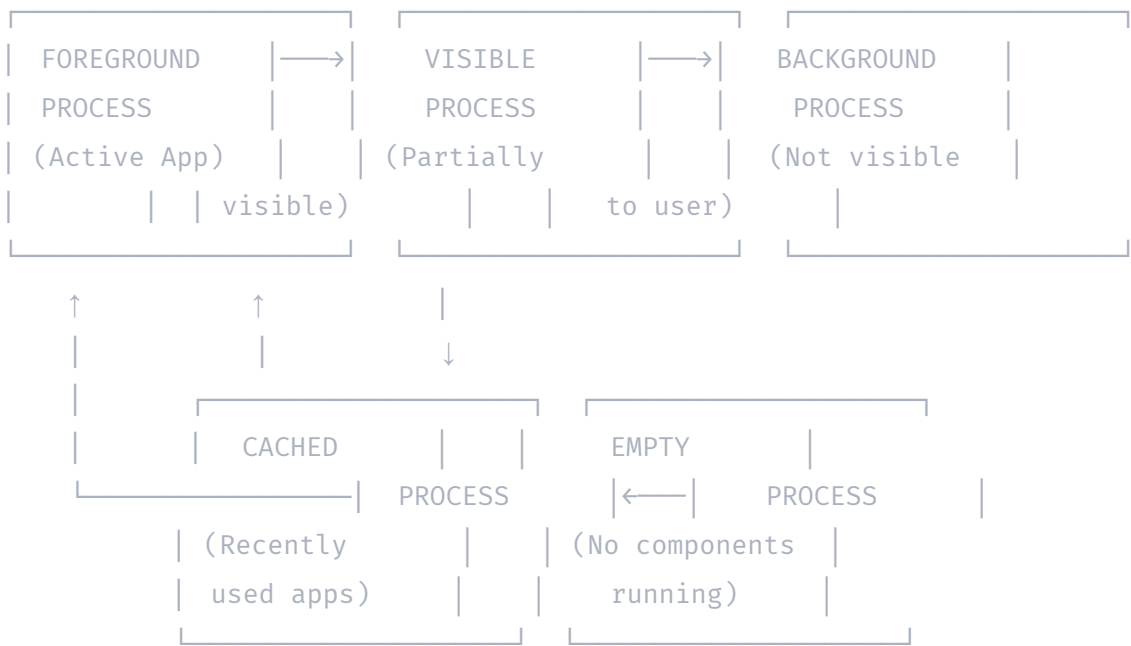 FOREGROUND VISIBLE BACKGROUND
PROCESS PROCESS PROCESS
(Active App) (Partially (Not visible
visible) to user)
CACHED EMPTY
PROCESS PROCESS
(Recently (No components
used apps) running)